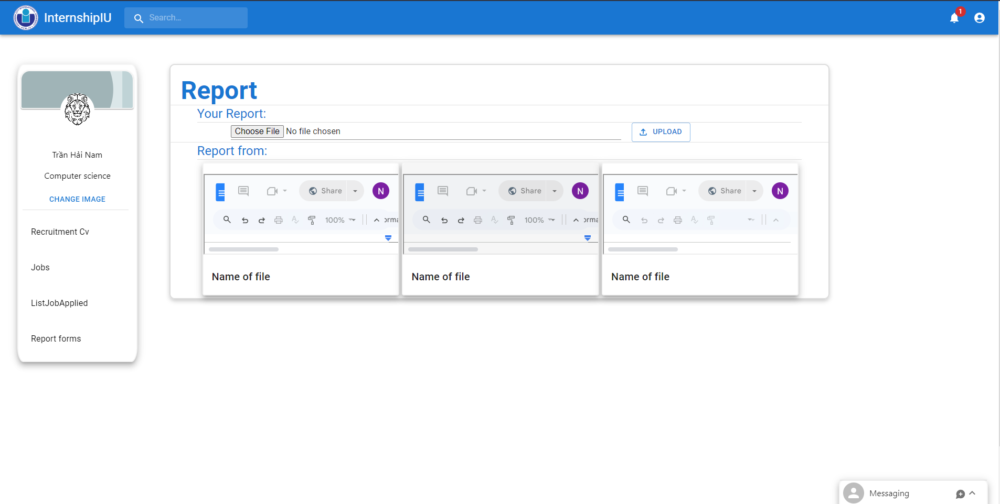 InternshipIU
Search...
1
Trần Hải Nam
Computer science
CHANGE IMAGE
Recruitment Cv
Jobs
ListJobApplied
Report forms
Report
Your Report:
Choose File No file chosen
UPLOAD
Report from:
Share
N
100%
orma
Name of file
Share
N
100%
orma
Name of file
Share
N
Name of file
Messaging